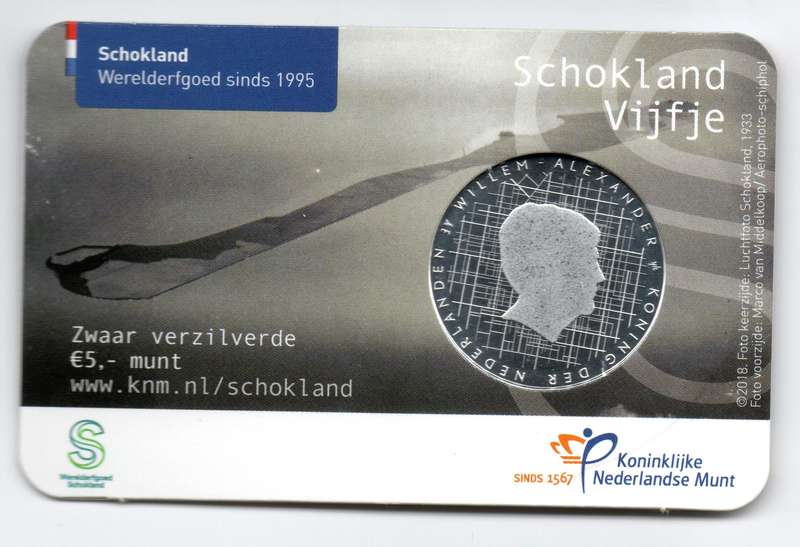 Schokland
Werelderfgoed sinds 1995
Schokland
Vijfje
WILLEM-ALEXANDER KONING DER NEDERLANDEN
Zwaar verzilverde
€5,- munt
www.knm.nl/schokland
©2018. Foto keerzijde: Luchtfoto Schokland, 1933
Foto voorzijde: Marco van Middelkoop/ Aerophoto-schiphol
Werelderfgoed
Schokland
SINDS 1567
Koninklijke
Nederlandse Munt